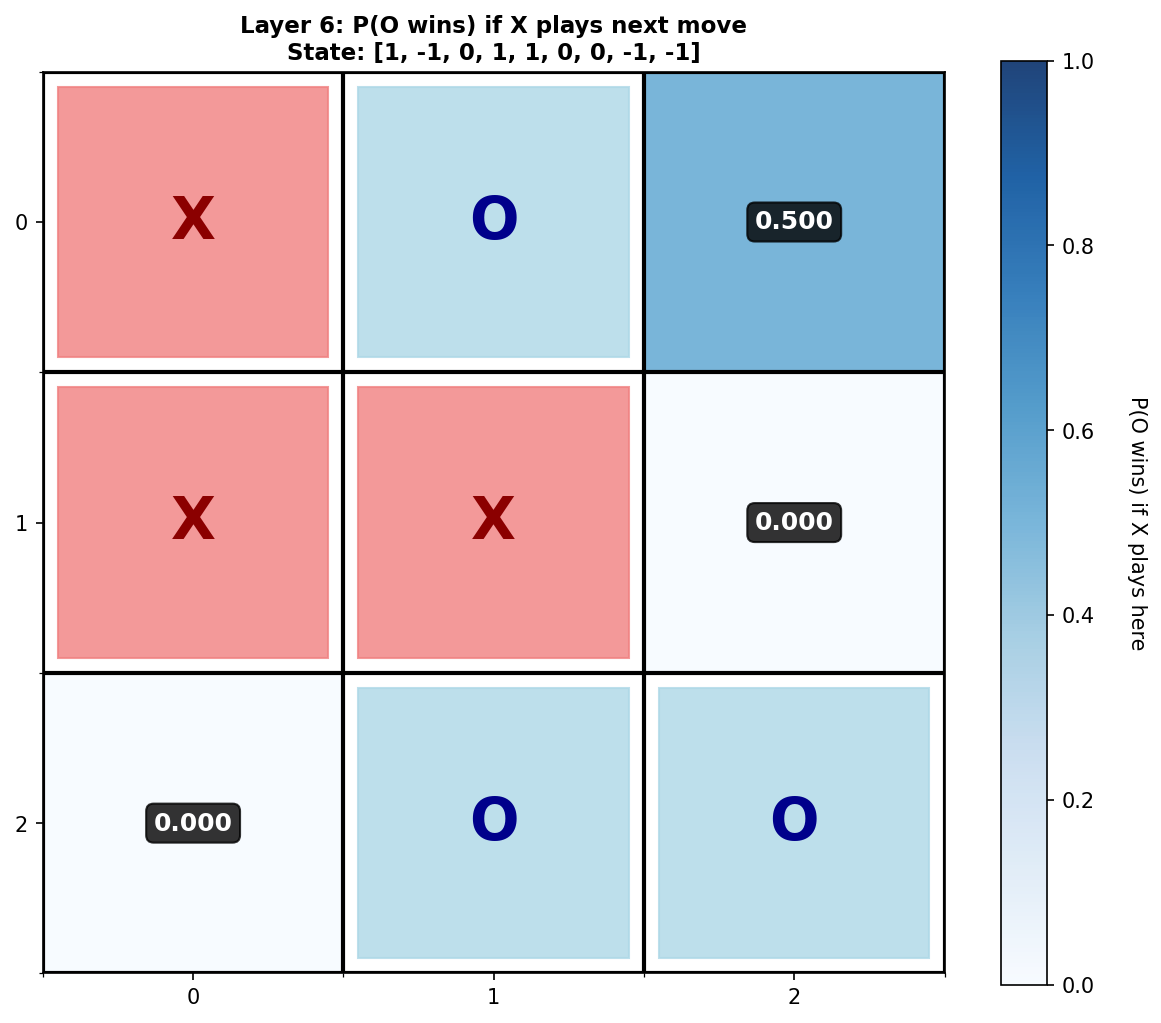 Layer 6: P(O wins) if X plays next move
State: [1, -1, 0, 1, 1, 0, 0, -1, -1]
0
X
O
0.500
1
X
X
0.000
2
0.000
O
O
0
1
2
1.0
0.8
0.6
0.4
0.2
0.0
P(O wins) if X plays here